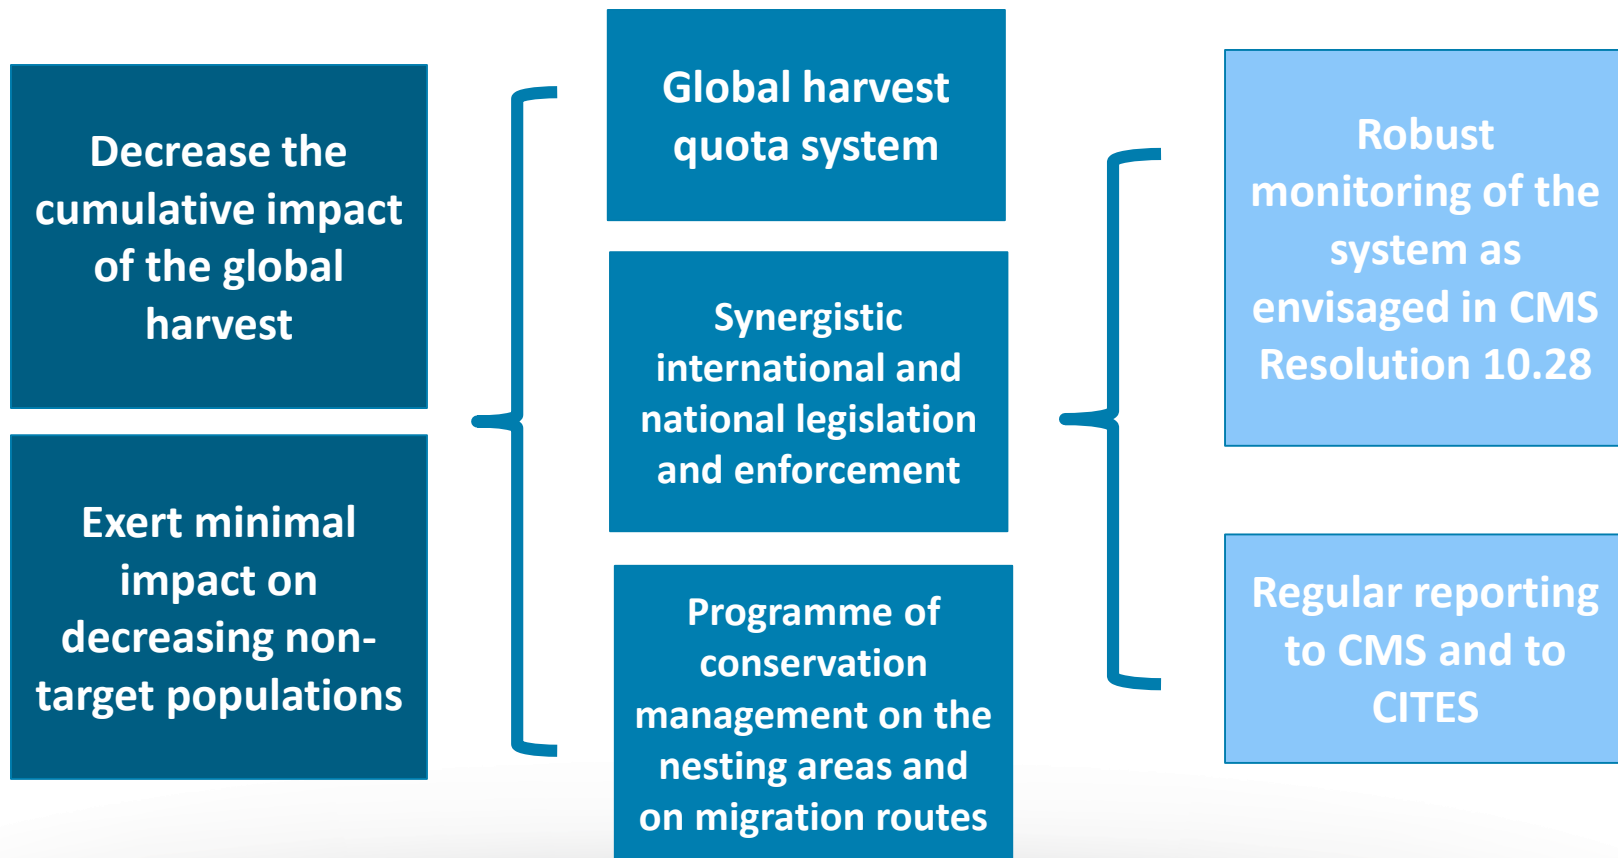 Decrease the
cumulative impact
of the global
harvest
Exert minimal
impact on
decreasing non-
target populations
Global harvest
quota system
Synergistic
international and
national legislation
and enforcement
Programme of
conservation
management on the
nesting areas and
on migration routes
Robust
monitoring of the
system as
envisaged in CMS
Resolution 10.28
Regular reporting
to CMS and to
CITES